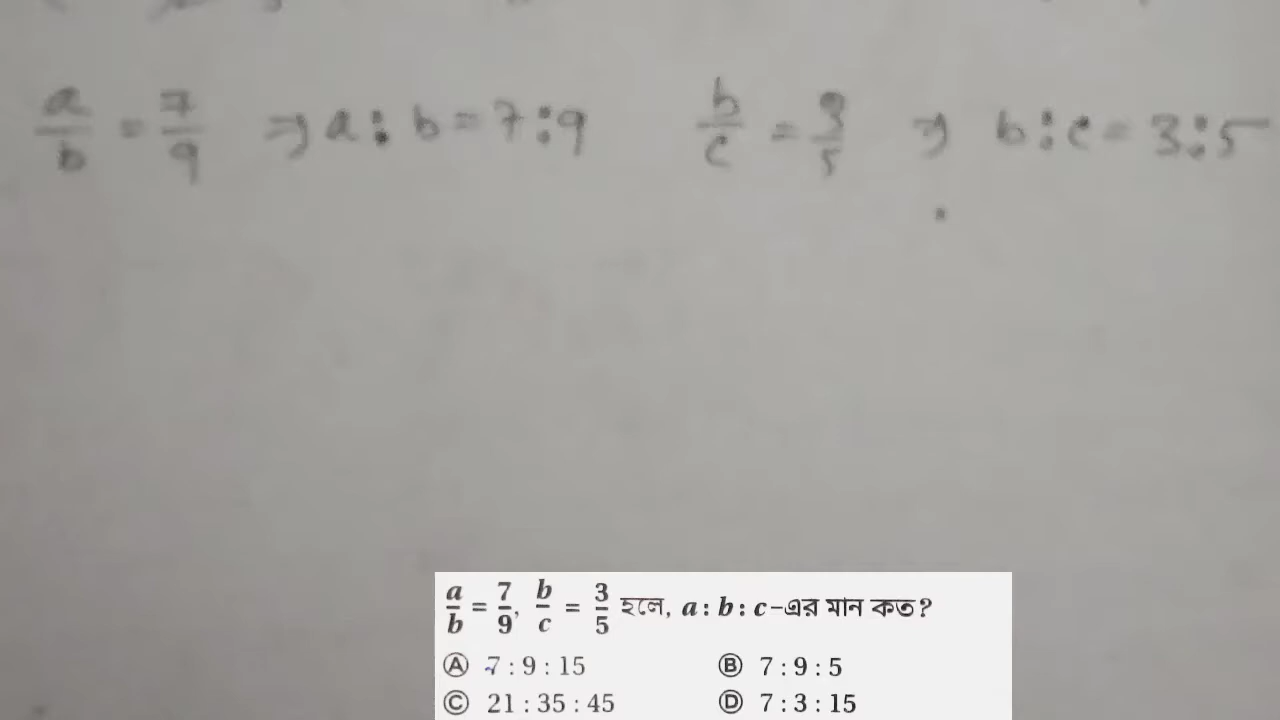 a/b = 7/9 ⇒ a : b = 7 : 9 b/c = 3/5 ⇒ b : c = 3 : 5
a/b = 7/9, b/c = 3/5 হলে, a : b : c-এর মান কত?
Ⓐ 7 : 9 : 15 Ⓑ 7 : 9 : 5
Ⓒ 21 : 35 : 45 Ⓓ 7 : 3 : 15